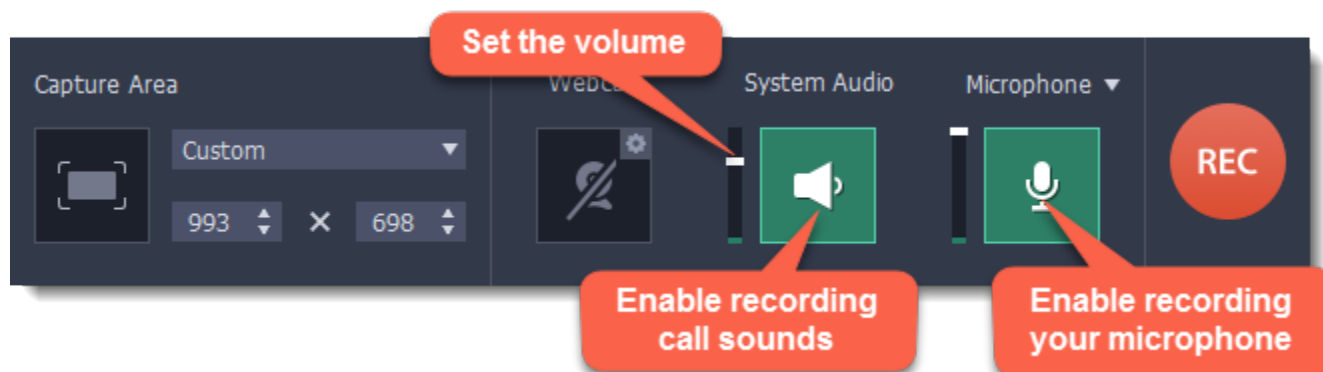 Set the volume
Capture Area
System Audio
Microphone
Custom
993 × 698
REC
Enable recording
call sounds
Enable recording
your microphone